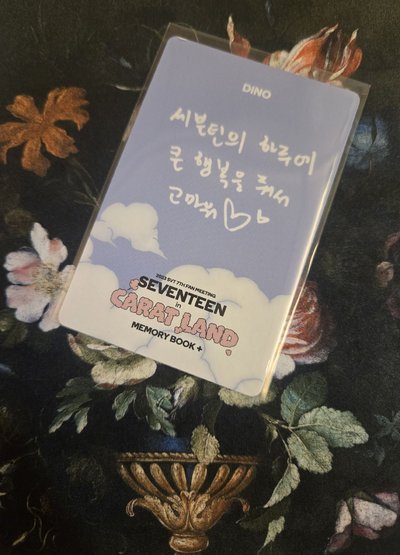 DINO
세븐틴의 하루에
큰 행복을 줘서
고마워
2023 SVT 7TH FAN MEETING
SEVENTEEN
in
CARAT LAND
MEMORY BOOK +